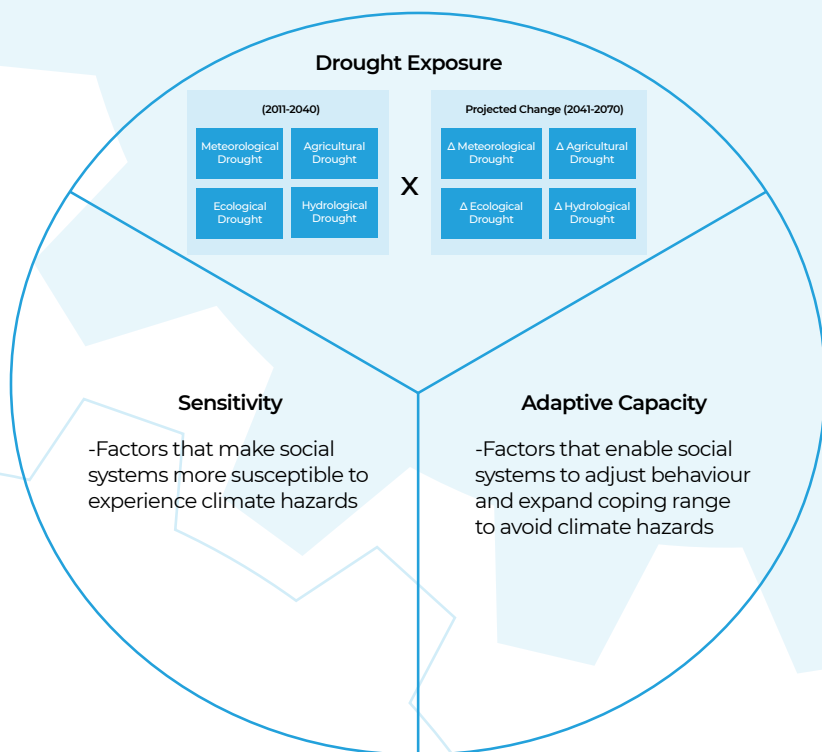 Drought Exposure
(2011-2040)
Meteorological
Drought
Agricultural
Drought
Ecological
Drought
Hydrological
Drought
X
Projected Change (2041-2070)
Δ Meteorological
Drought
Δ Agricultural
Drought
Δ Ecological
Drought
Δ Hydrological
Drought
Sensitivity
-Factors that make social
systems more susceptible to
experience climate hazards
Adaptive Capacity
-Factors that enable social
systems to adjust behaviour
and expand coping range
to avoid climate hazards